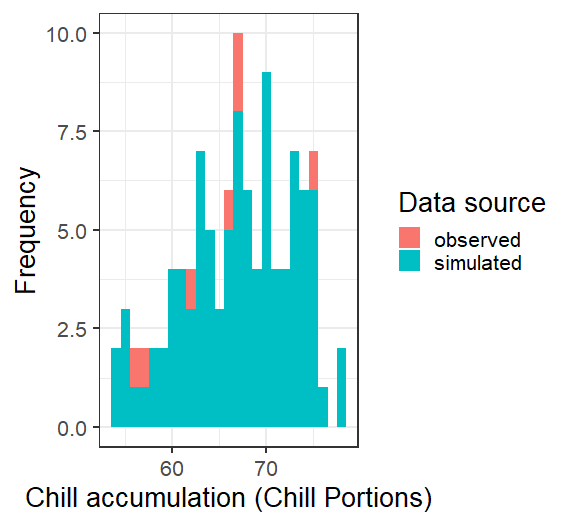 10.0
7.5
5.0
2.5
0.0
Frequency
60 70
Chill accumulation (Chill Portions)
Data source
observed
simulated